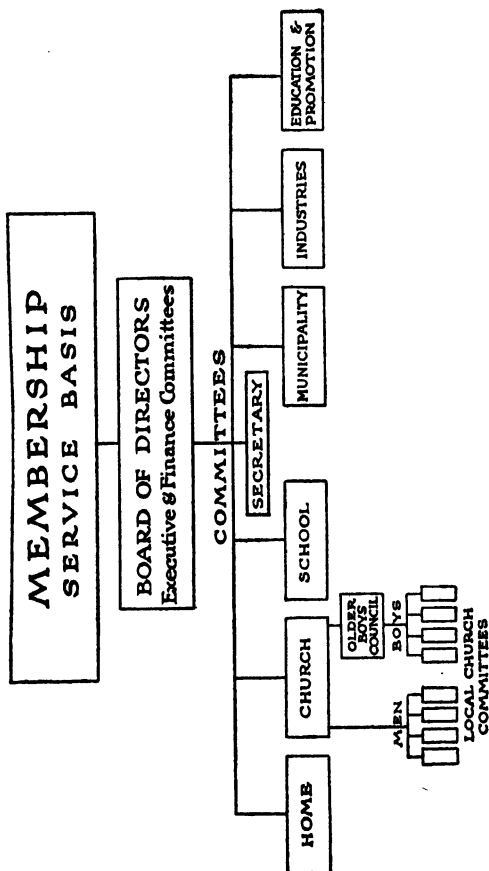 MEMBERSHIP
SERVICE BASIS
BOARD OF DIRECTORS
Executive & Finance Committees
COMMITTEES
SECRETARY
HOME
CHURCH
SCHOOL
MUNICIPALITY
INDUSTRIES
EDUCATION &
PROMOTION
OLDER
BOYS
COUNCIL
MEN
BOYS
LOCAL CHURCH
COMMITTEES